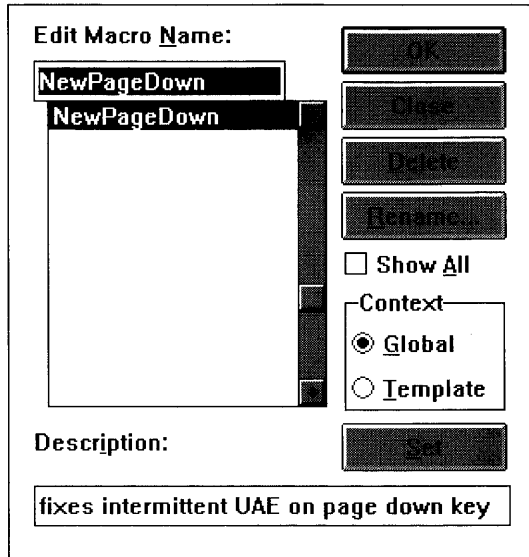 Edit Macro Name:
NewPageDown
NewPageDown
OK
Close
Delete
Rename...
Show All
Context
Global
Template
Description:
Set
fixes intermittent UAE on page down key